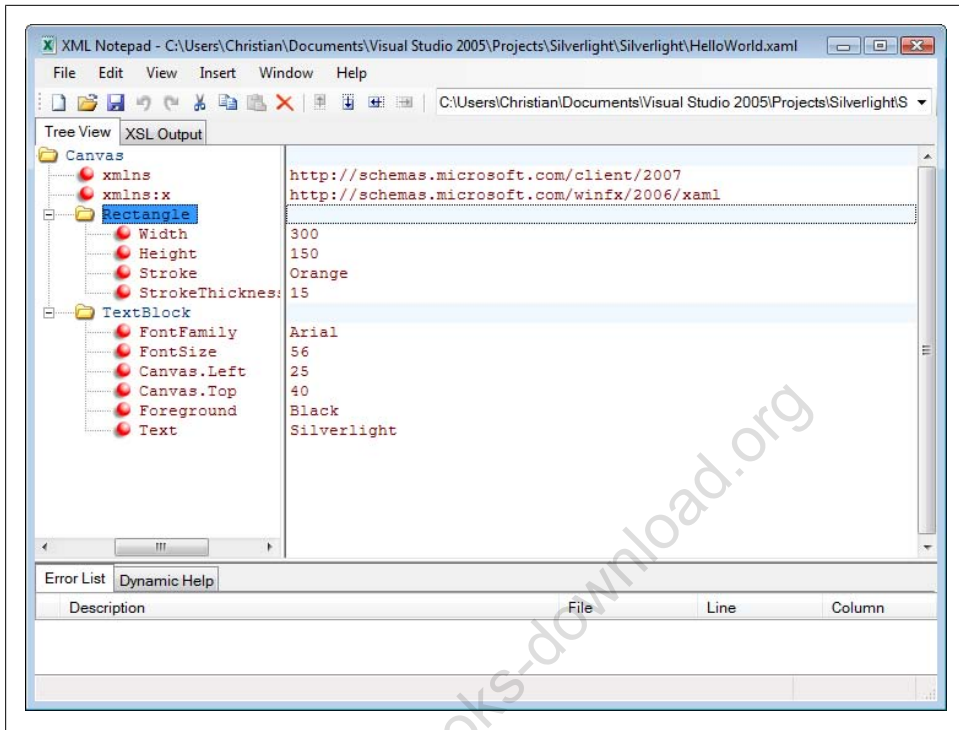 XML Notepad - C:\Users\Christian\Documents\Visual Studio 2005\Projects\Silverlight\Silverlight\HelloWorld.xaml
File Edit View Insert Window Help
C:\Users\Christian\Documents\Visual Studio 2005\Projects\Silverlight\S
Tree View XSL Output
Canvas
xmlns http://schemas.microsoft.com/client/2007
xmlns:x http://schemas.microsoft.com/winfx/2006/xaml
Rectangle
Width 300
Height 150
Stroke Orange
StrokeThickness 15
TextBlock
FontFamily Arial
FontSize 56
Canvas.Left 25
Canvas.Top 40
Foreground Black
Text Silverlight
Error List Dynamic Help
Description File Line Column
oks-download.org